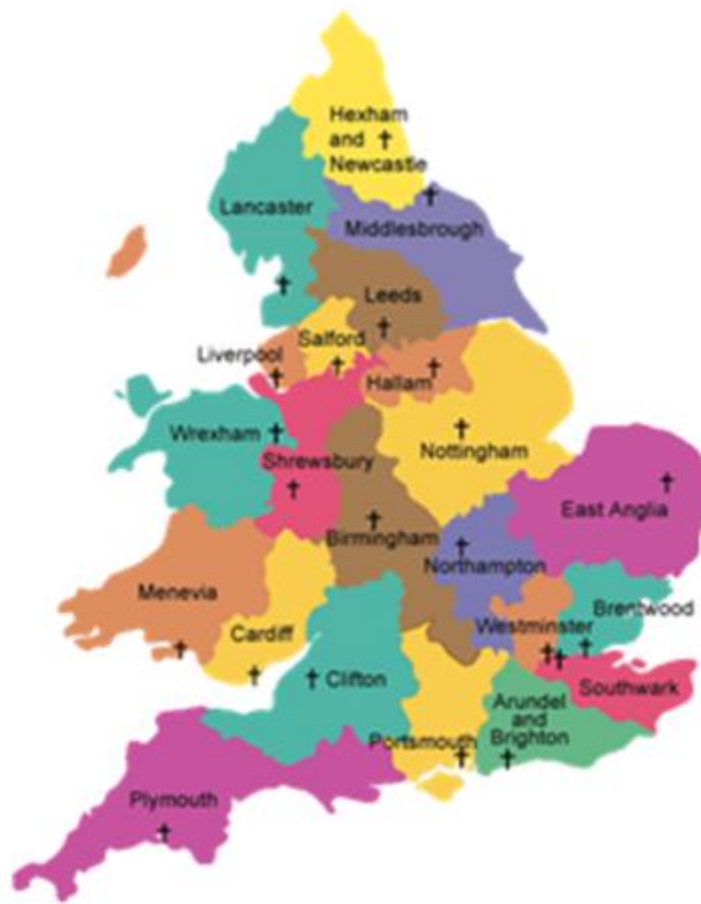 Hexham
and
Newcastle
Lancaster
Middlesbrough
Leeds
Salford
Liverpool
Hallam
Wrexham
Nottingham
Shrewsbury
East Anglia
Birmingham
Northampton
Menevia
Brentwood
Westminster
Cardiff
Clifton
Southwark
Arundel
and
Brighton
Portsmouth
Plymouth